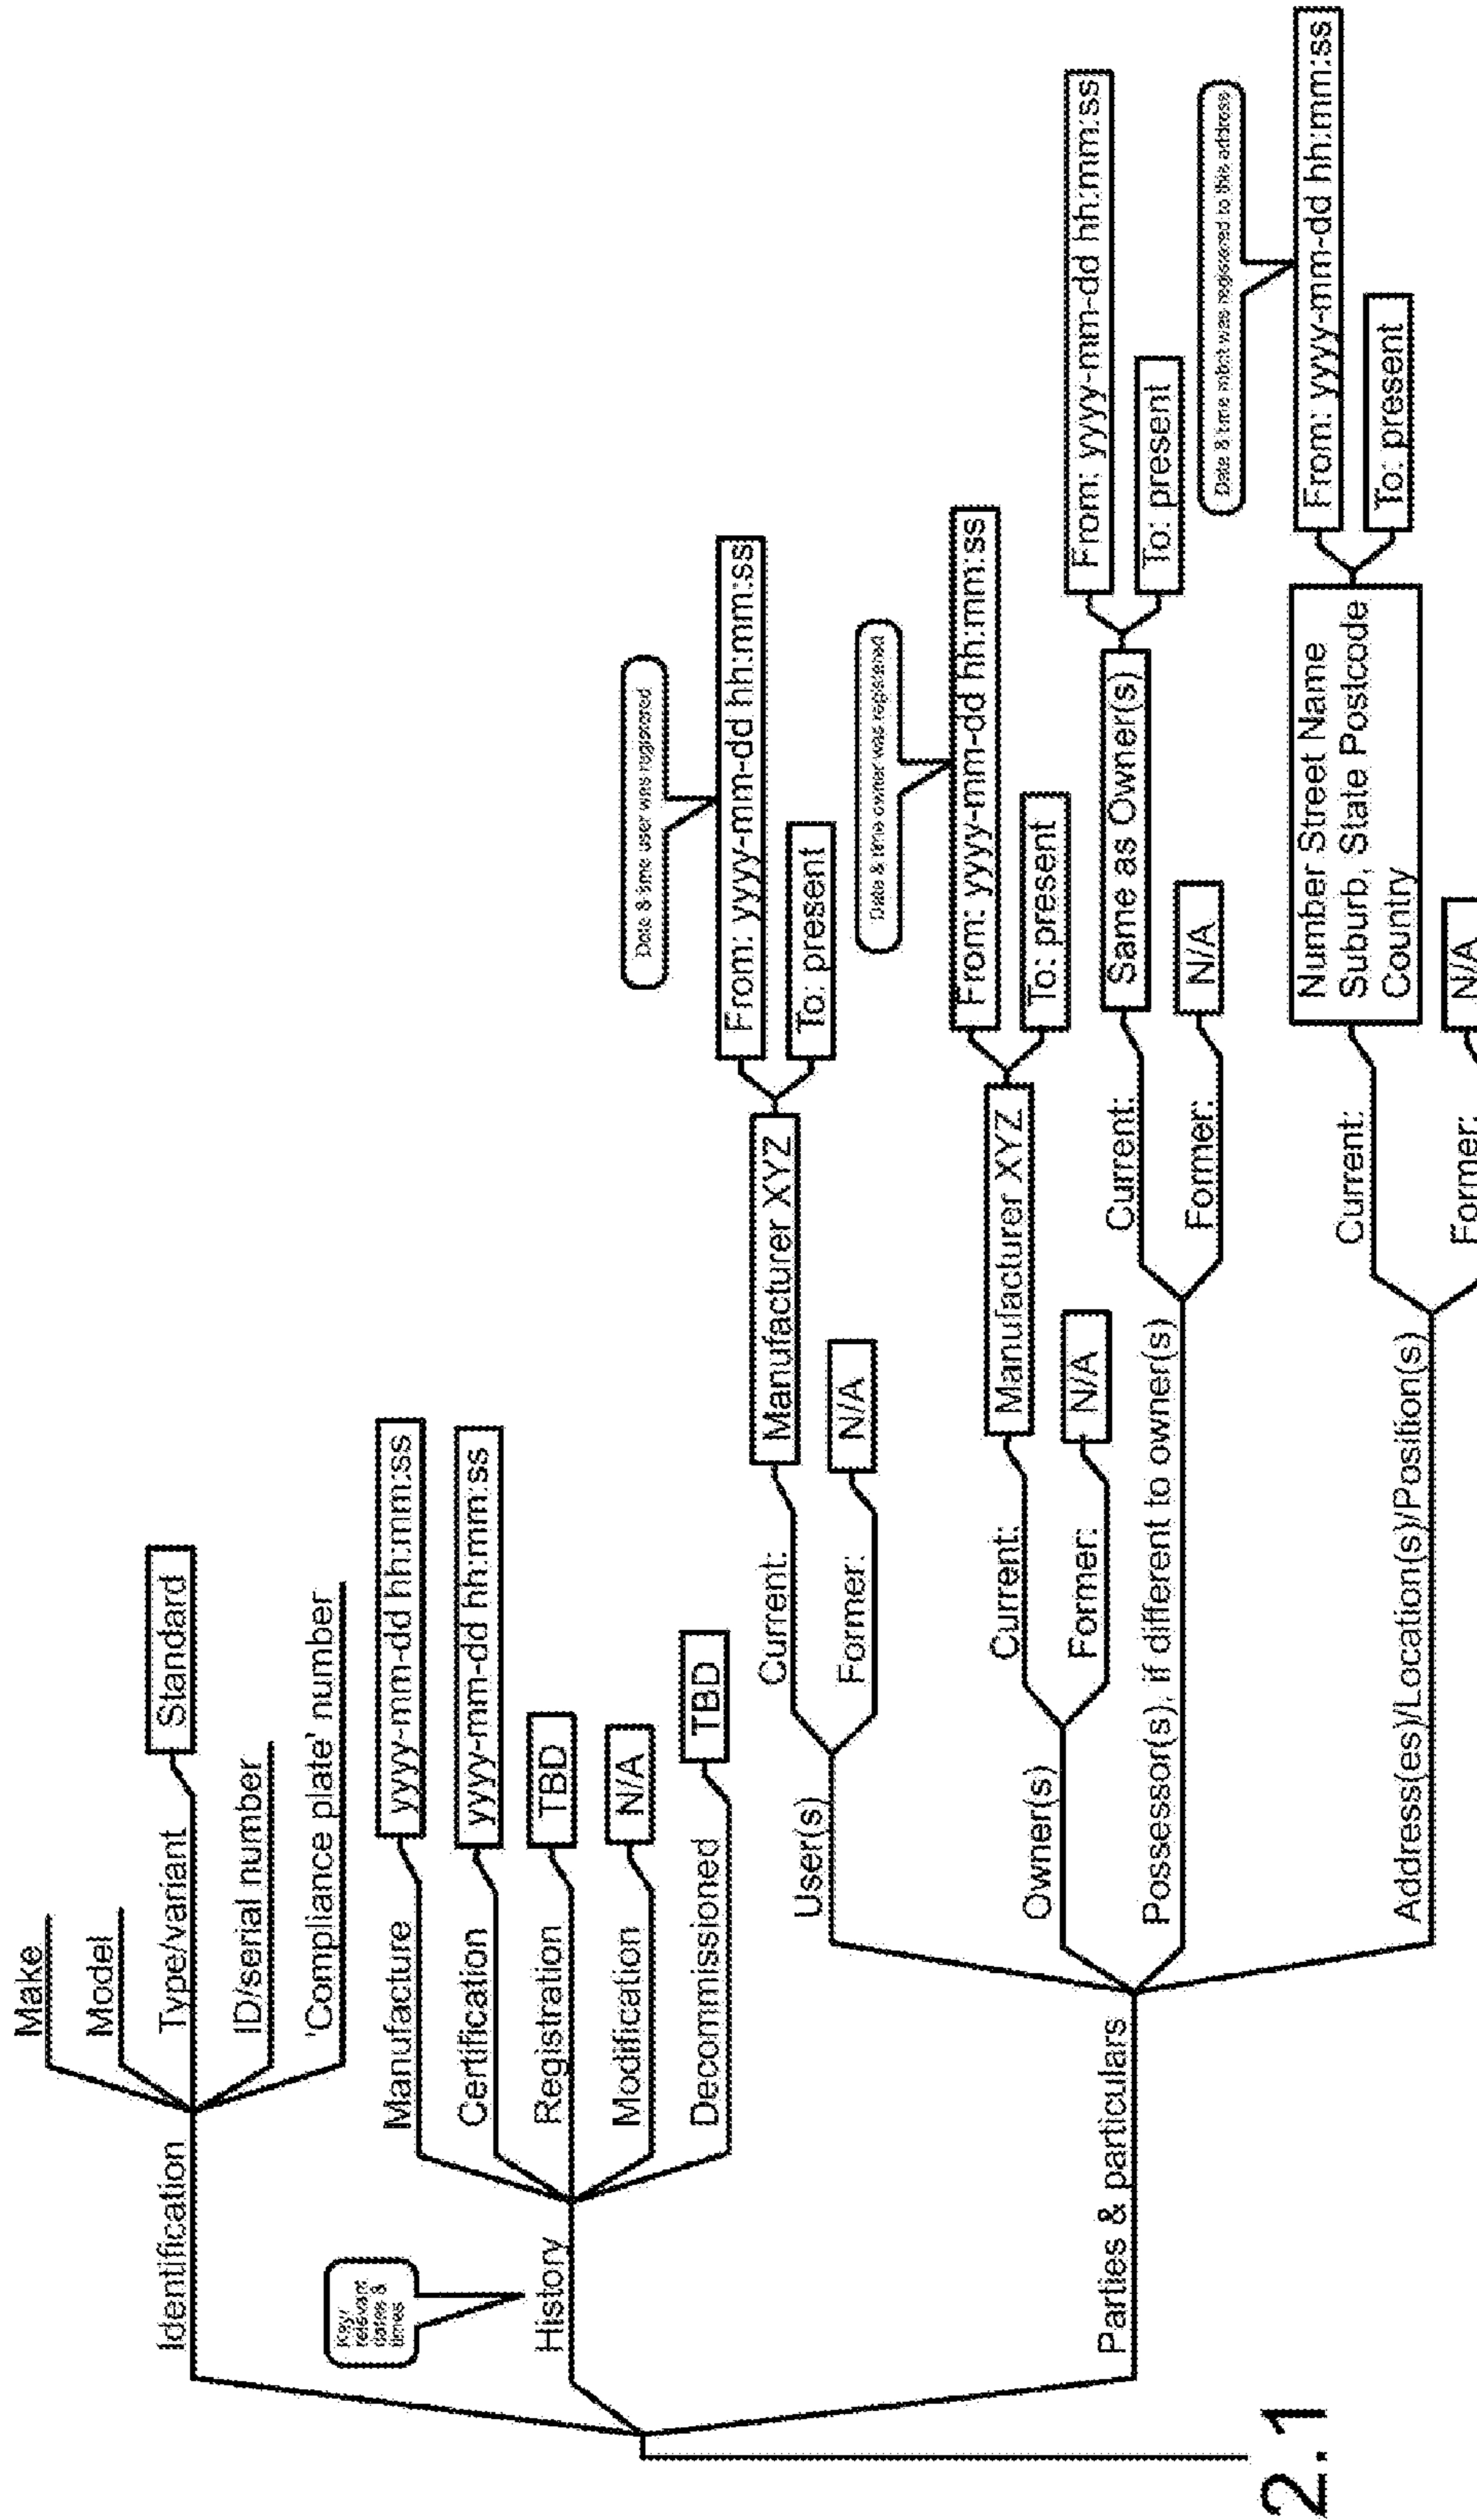 Identification
Make
Model
Type/variant
Standard
ID/serial number
'Compliance plate' number
Key/
relevant
dates &
times
History
Manufacture
yyyy-mm-dd hh:mm:ss
Certification
yyyy-mm-dd hh:mm:ss
Registration
TBD
Modification
N/A
Decommissioned
TBD
Parties & particulars
User(s)
Current:
Manufacturer XYZ
Date & time user was registered
From: yyyy-mm-dd hh:mm:ss
To: present
Former:
N/A
Owner(s)
Current:
Manufacturer XYZ
Date & time owner was registered
From: yyyy-mm-dd hh:mm:ss
To: present
Former:
N/A
Possessor(s), if different to owner(s)
Current:
Same as Owner(s)
From: yyyy-mm-dd hh:mm:ss
To: present
Former:
N/A
Address(es)/Location(s)/Position(s)
Current:
Number Street Name
Suburb, State Postcode
Country
Date & time robot was registered to this address
From: yyyy-mm-dd hh:mm:ss
To: present
Former:
N/A
2.1